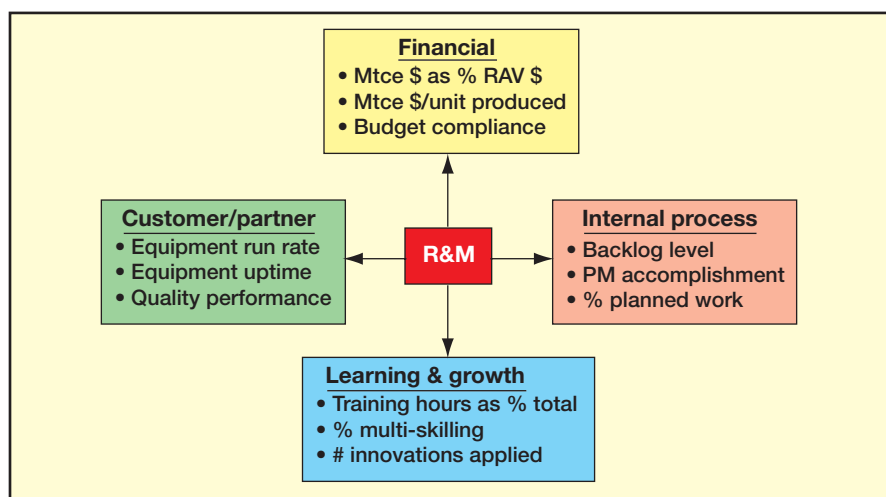 Financial
• Mtce $ as % RAV $
• Mtce $/unit produced
• Budget compliance
Customer/partner
• Equipment run rate
• Equipment uptime
• Quality performance
R&M
Internal process
• Backlog level
• PM accomplishment
• % planned work
Learning & growth
• Training hours as % total
• % multi-skilling
• # innovations applied